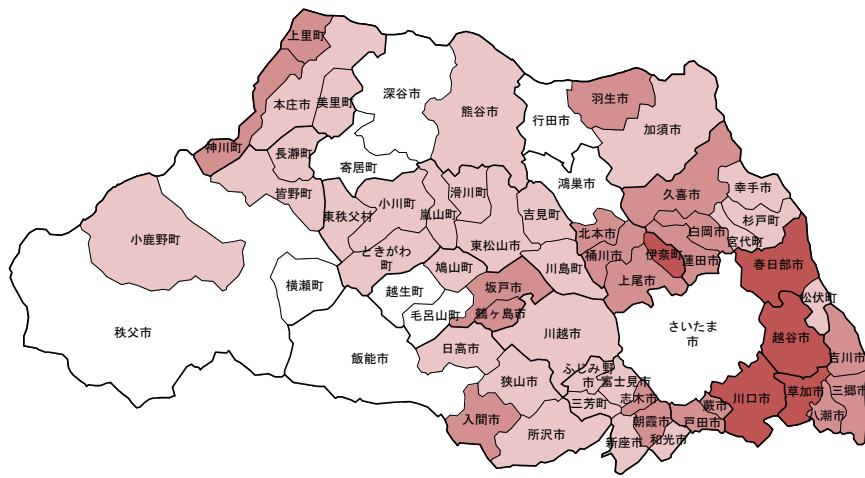 上里町
本庄市
美里町
深谷市
熊谷市
行田市
羽生市
加須市
神川町
長瀞町
寄居町
皆野町
鴻巣市
久喜市
幸手市
杉戸町
宮代町
白岡市
小鹿野町
東秩父村
小川町
嵐山町
滑川町
吉見町
東松山市
ときがわ
町
鳩山町
川島町
北本市
桶川市
伊奈町
蓮田市
上尾市
春日部市
松伏町
横瀬町
越生町
毛呂山町
坂戸市
鶴ヶ島市
川越市
さいたま
市
越谷市
吉川市
秩父市
飯能市
日高市
狭山市
ふじみ野
市
富士見市
三芳町
志木市
入間市
所沢市
新座市
朝霞市
和光市
戸田市
蕨市
川口市
草加市
八潮市
三郷市